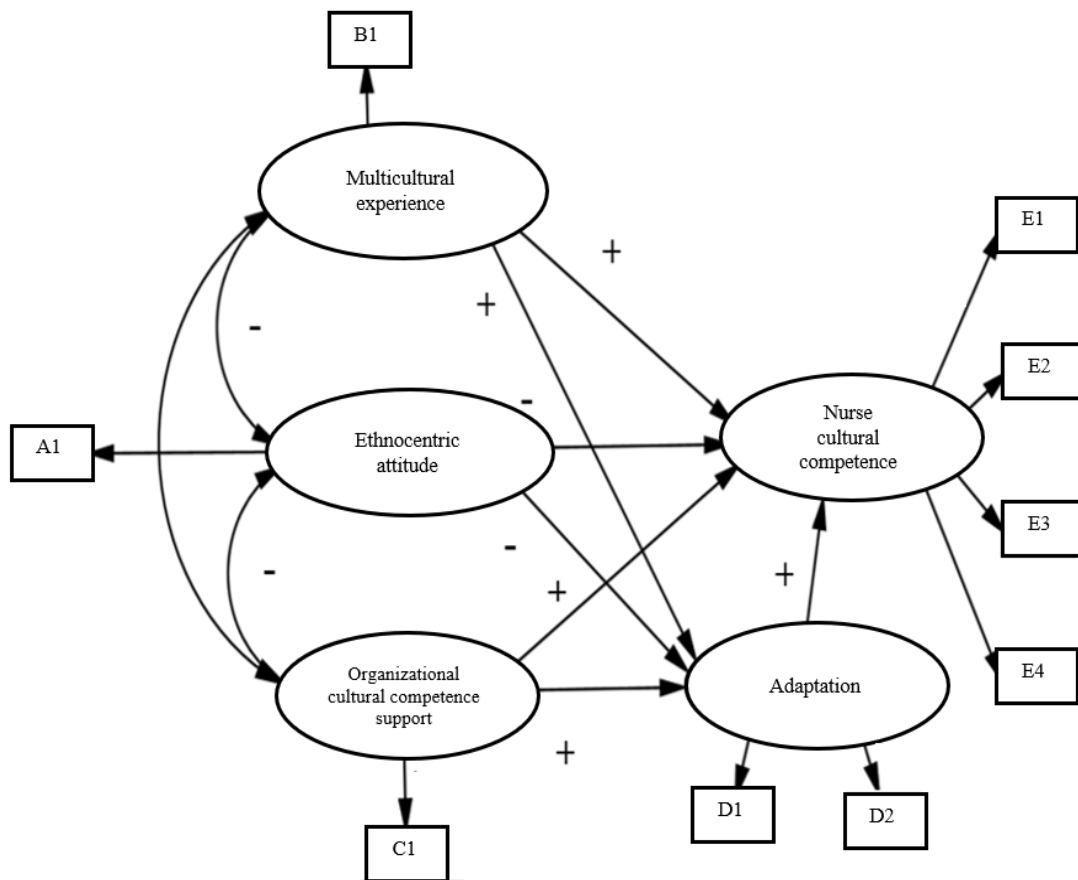 B1
Multicultural
experience
E1
+
+
-
E2
-
Nurse
cultural
competence
A1
Ethnocentric
attitude
E3
-
-
+
+
E4
Organizational
cultural competence
support
Adaptation
+
D1
D2
C1